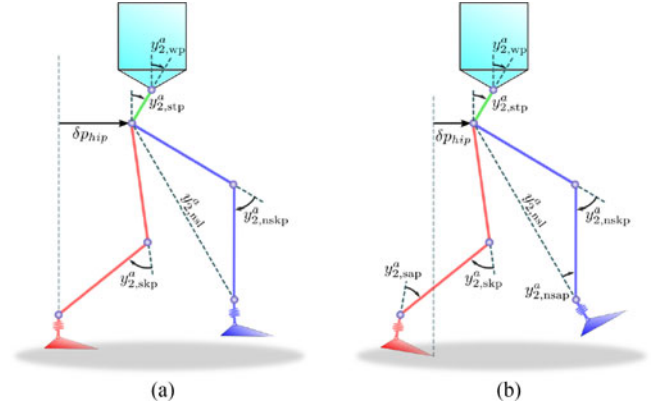 y^a_{2,wp}
y^a_{2,stp}
δp_{hip}
y^a_{2,nsl}
y^a_{2,nskp}
y^a_{2,skp}
(a)
y^a_{2,wp}
y^a_{2,stp}
δp_{hip}
y^a_{2,nsl}
y^a_{2,nskp}
y^a_{2,sap}
y^a_{2,skp}
y^a_{2,nsap}
(b)